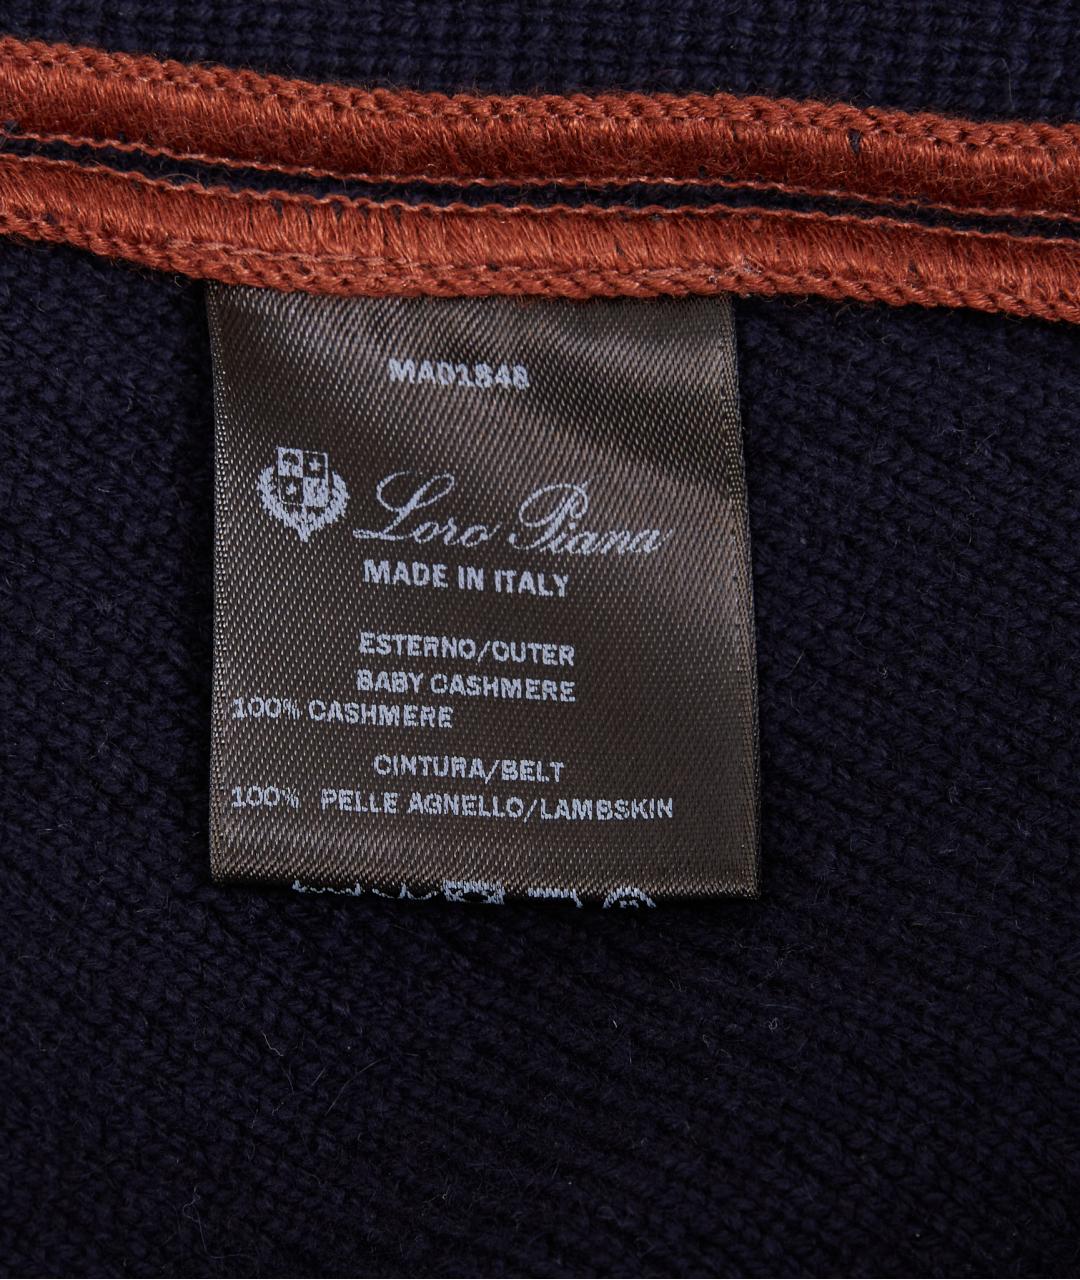 MAD1848
Loro Piana
MADE IN ITALY
ESTERNO/OUTER
BABY CASHMERE
100% CASHMERE
CINTURA/BELT
100% PELLE AGNELLO/LAMBSKIN